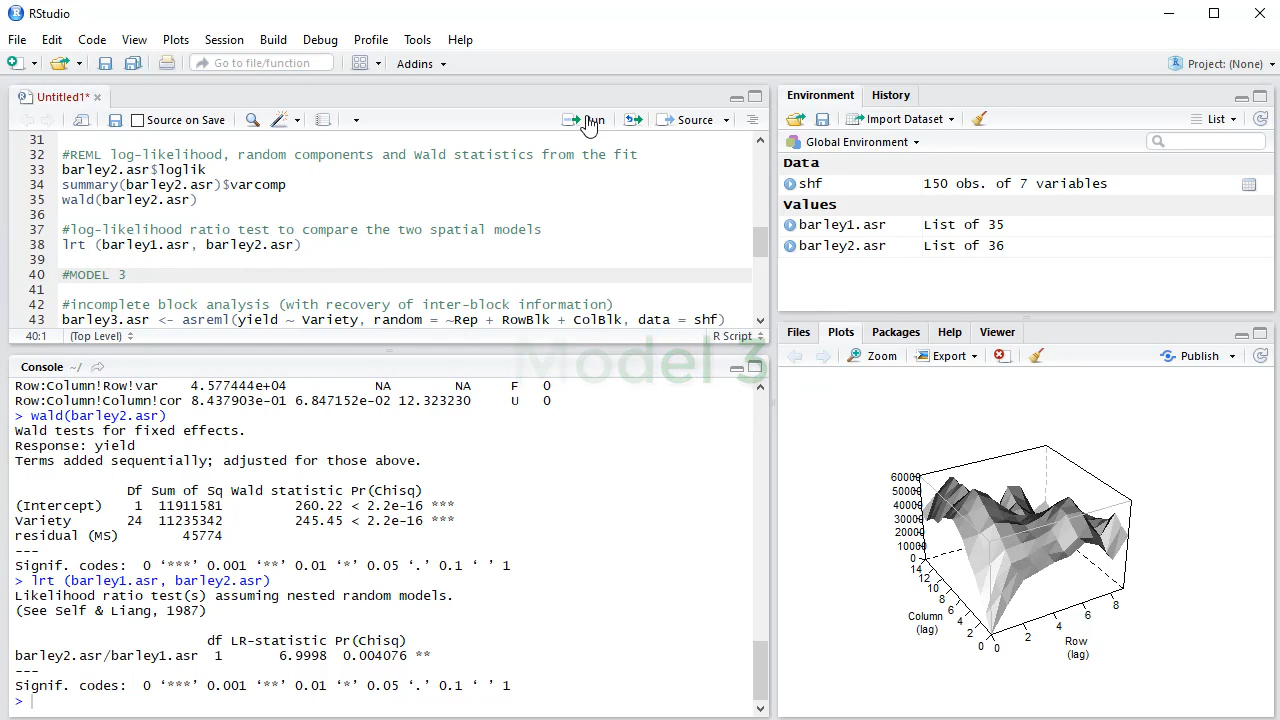 RStudio
File Edit Code View Plots Session Build Debug Profile Tools Help
Go to file/function Addins Project: (None)
Untitled1*
Source on Save Run Source
31
32 #REML log-likelihood, random components and Wald statistics from the fit
33 barley2.asr$loglik
34 summary(barley2.asr)$varcomp
35 wald(barley2.asr)
36
37 #log-likelihood ratio test to compare the two spatial models
38 lrt (barley1.asr, barley2.asr)
39
40 #MODEL 3
41
42 #incomplete block analysis (with recovery of inter-block information)
43 barley3.asr <- asreml(yield ~ Variety, random = ~Rep + RowBlk + ColBlk, data = shf)
40:1 (Top Level) R Script
Model 3
Console ~/
Row:Column!Row!var 4.577444e+04 NA NA F 0
Row:Column!Column!cor 8.437903e-01 6.847152e-02 12.323230 U 0
> wald(barley2.asr)
Wald tests for fixed effects.
Response: yield
Terms added sequentially; adjusted for those above.
Df Sum of Sq Wald statistic Pr(Chisq)
(Intercept) 1 11911581 260.22 < 2.2e-16 ***
Variety 24 11235342 245.45 < 2.2e-16 ***
residual (MS) 45774
---
Signif. codes: 0 ‘***’ 0.001 ‘**’ 0.01 ‘*’ 0.05 ‘.’ 0.1 ‘ ’ 1
> lrt (barley1.asr, barley2.asr)
Likelihood ratio test(s) assuming nested random models.
(See Self & Liang, 1987)
df LR-statistic Pr(Chisq)
barley2.asr/barley1.asr 1 6.9998 0.004076 **
---
Signif. codes: 0 ‘***’ 0.001 ‘**’ 0.01 ‘*’ 0.05 ‘.’ 0.1 ‘ ’ 1
>
Environment History
Import Dataset List
Global Environment
Data
shf 150 obs. of 7 variables
Values
barley1.asr List of 35
barley2.asr List of 36
Files Plots Packages Help Viewer
Zoom Export Publish
60000
50000
40000
30000
20000
10000
0
14
12
10
8
6
4
2
0
Column
(lag)
0 2 4 6 8
Row
(lag)